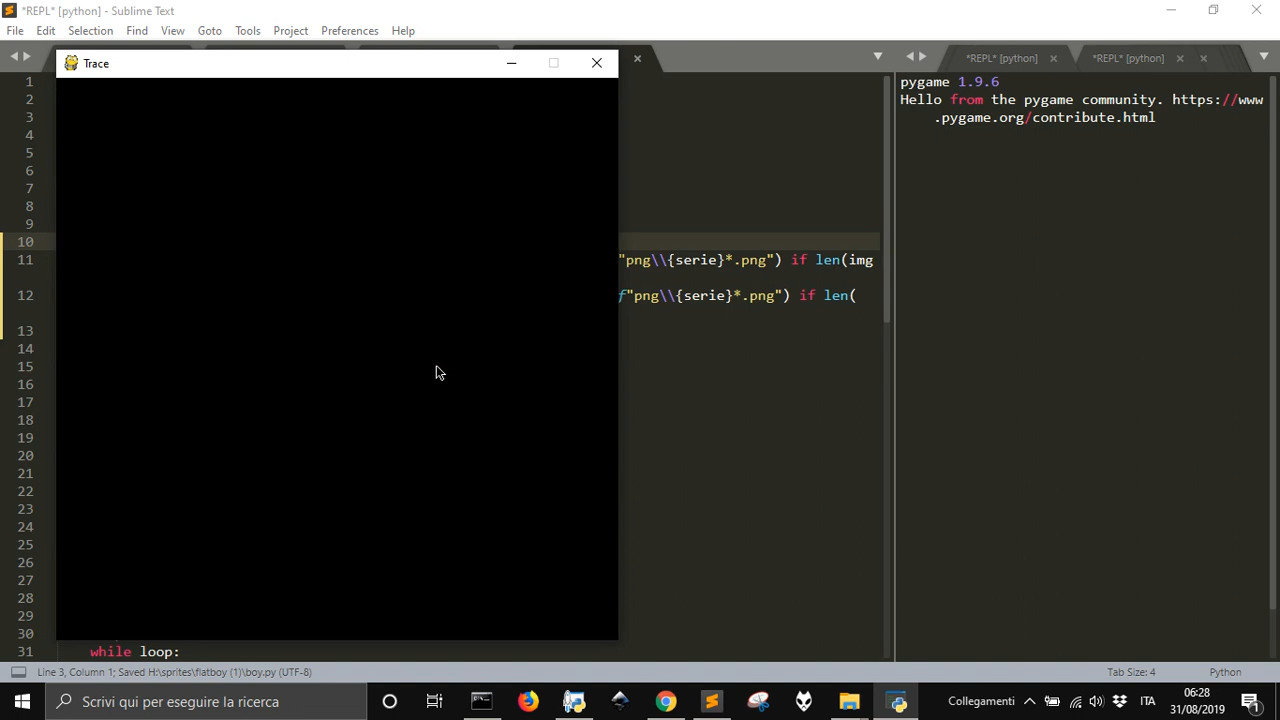 *REPL* [python] - Sublime Text
File Edit Selection Find View Goto Tools Project Preferences Help
Trace
*REPL* [python]
*REPL* [python]
1
2
3
4
5
6
7
8
9
10
11 "png\\{serie}*.png") if len(img
12 f"png\\{serie}*.png") if len(
13
14
15
16
17
18
19
20
21
22
23
24
25
26
27
28
29
30
31 while loop:
pygame 1.9.6
Hello from the pygame community. https://www
.pygame.org/contribute.html
Line 3, Column 1; Saved H:\sprites\flatboy (1)\boy.py (UTF-8)
Tab Size: 4
Python
Scrivi qui per eseguire la ricerca
Collegamenti
ITA
06:28
31/08/2019
1